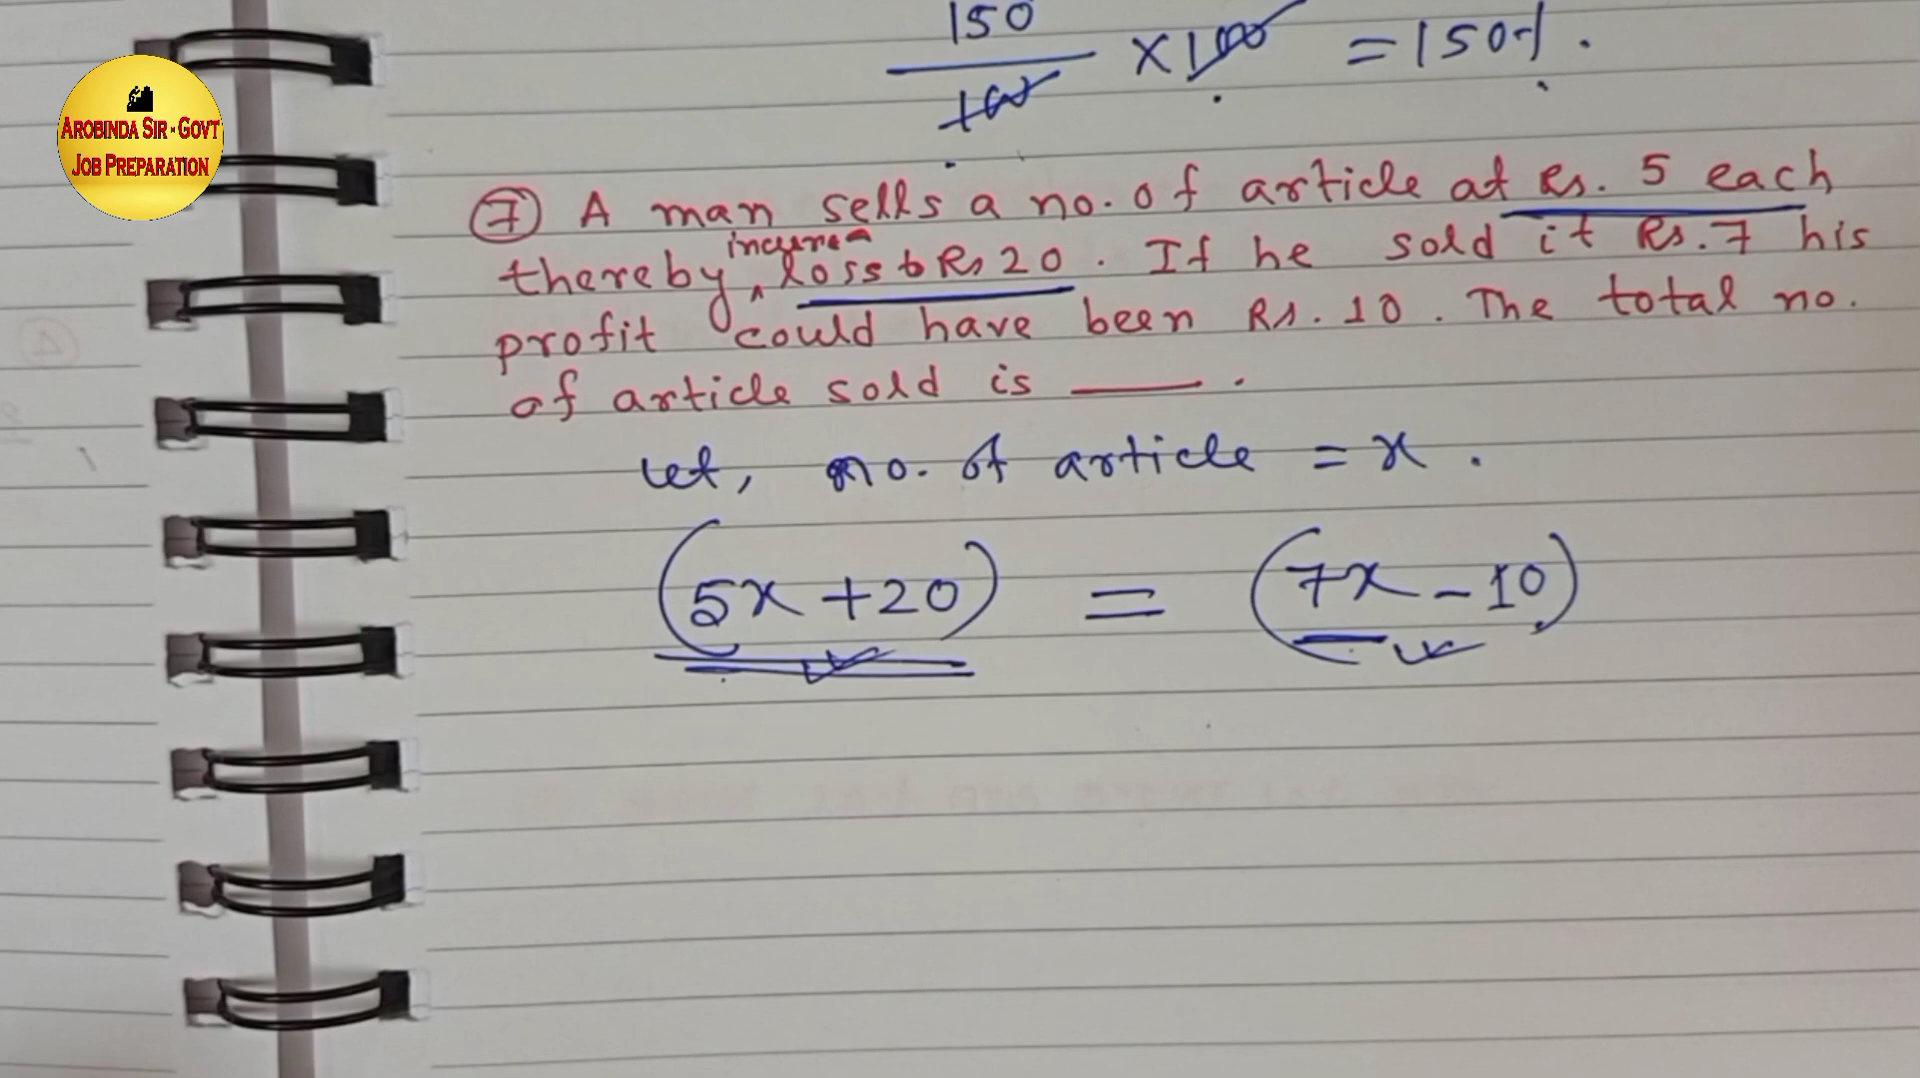 150
100 × 100 = 150%.
AROBINDA SIR - GOVT
JOB PREPARATION
⑦ A man sells a no. of article at Rs. 5 each
incurres
thereby ^ loss to Rs 20. If he sold it Rs. 7 his
profit could have been Rs. 10. The total no.
of article sold is ____.
Let, no. of article = x.
(5x + 20) = (7x - 10)